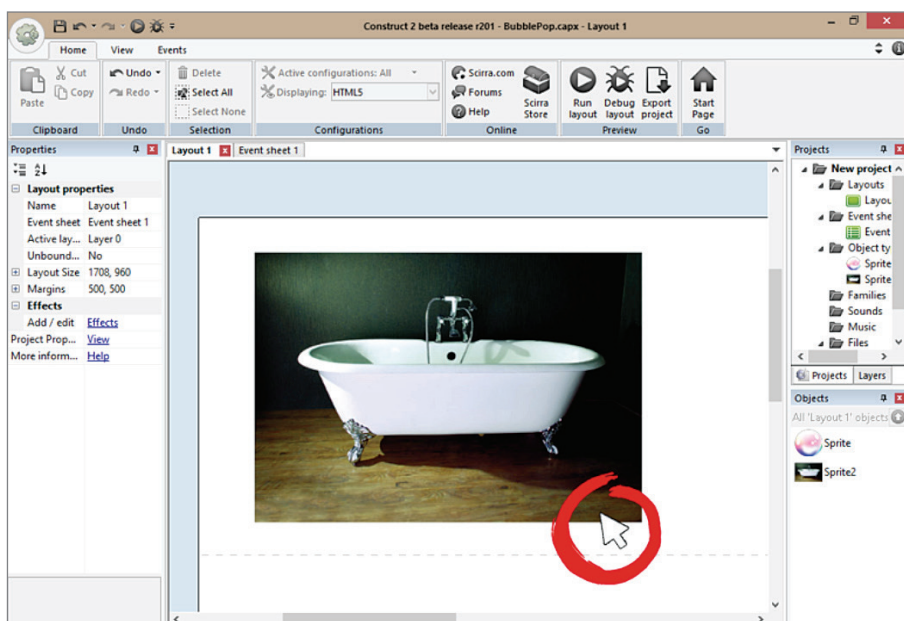 Construct 2 beta release r201 - BubblePop.capx - Layout 1
Home View Events
Paste
Cut
Copy
Clipboard
Undo
Redo
Undo
Delete
Select All
Select None
Selection
Active configurations: All
Displaying: HTML5
Configurations
Scirra.com
Forums
Help
Scirra
Store
Online
Run
layout
Debug
layout
Export
project
Preview
Start
Page
Go
Properties
Layout properties
Name Layout 1
Event sheet Event sheet 1
Active lay... Layer 0
Unbound... No
Layout Size 1708, 960
Margins 500, 500
Effects
Add / edit Effects
Project Prop... View
More inform... Help
Layout 1 Event sheet 1
Projects
New project
Layouts
Layou
Event she
Event
Object ty
Sprite
Sprite
Families
Sounds
Music
Files
Projects Layers
Objects
All 'Layout 1' objects
Sprite
Sprite2